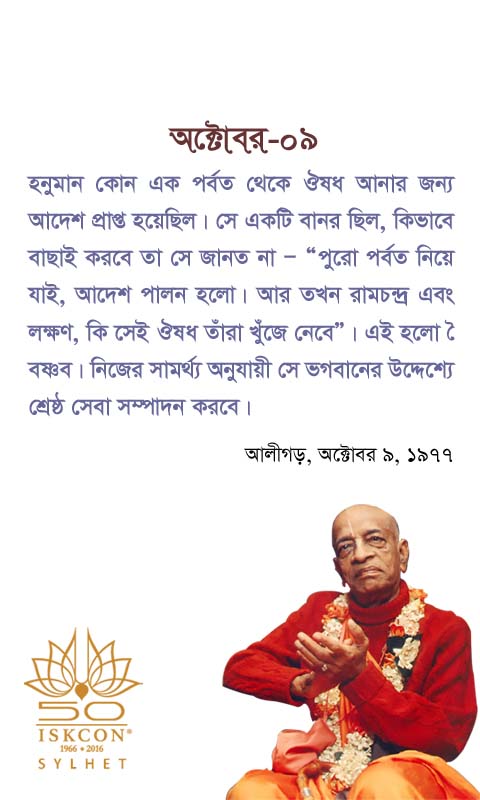 অক্টোবর-০৯
হনুমান কোন এক পর্বত থেকে ঔষধ আনার জন্য
আদেশ প্রাপ্ত হয়েছিল। সে একটি বানর ছিল, কিভাবে
বাছাই করবে তা সে জানত না – “পুরো পর্বত নিয়ে
যাই, আদেশ পালন হলো। আর তখন রামচন্দ্র এবং
লক্ষণ, কি সেই ঔষধ তাঁরা খুঁজে নেবে”। এই হলো বৈ
ষ্ণব। নিজের সামর্থ্য অনুযায়ী সে ভগবানের উদ্দেশ্যে
শ্রেষ্ঠ সেবা সম্পাদন করবে।
আলীগড়, অক্টোবর ৯, ১৯৭৭
50
ISKCON®
1966 • 2016
SYLHET